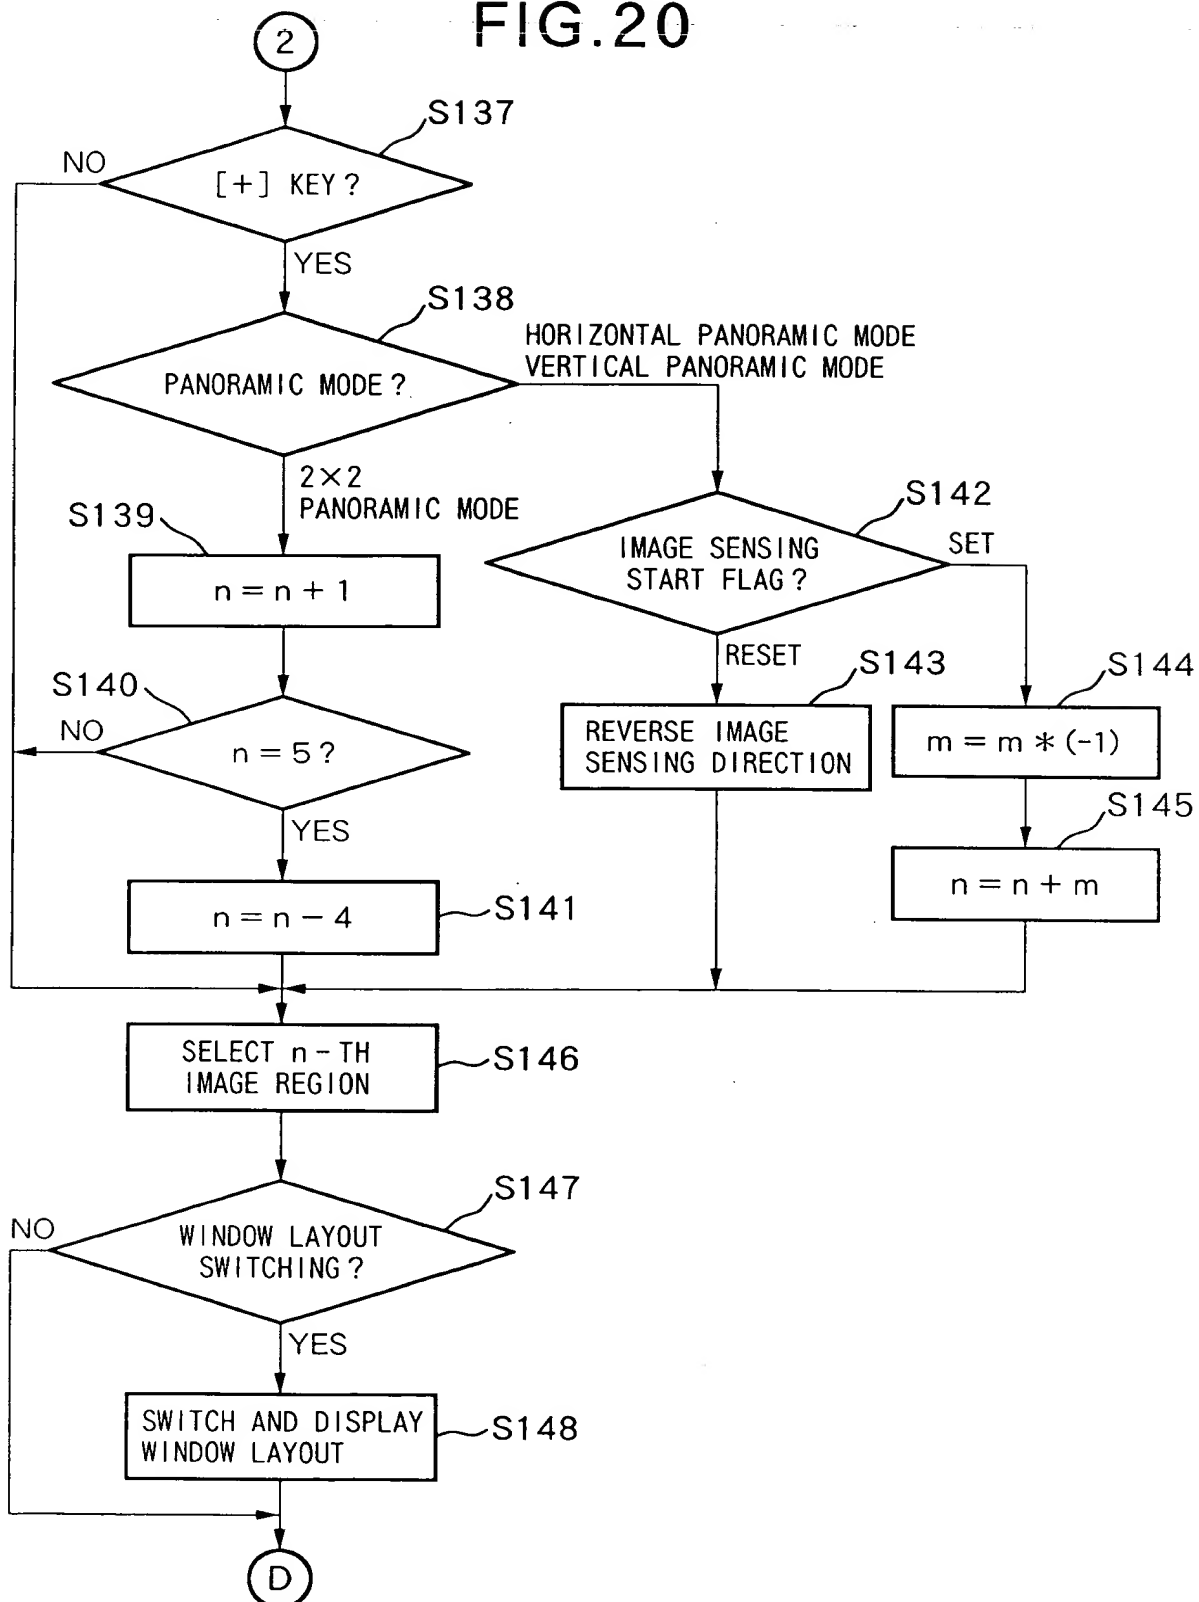 FIG.20
2
S137
NO
[+] KEY?
YES
S138
HORIZONTAL PANORAMIC MODE
VERTICAL PANORAMIC MODE
PANORAMIC MODE?
2×2
PANORAMIC MODE
S139
n=n+1
S142
IMAGE SENSING
START FLAG?
SET
RESET
S140
NO
n=5?
YES
S143
REVERSE IMAGE
SENSING DIRECTION
S144
m=m*(-1)
S145
n=n+m
n=n-4
S141
SELECT n-TH
IMAGE REGION
S146
S147
NO
WINDOW LAYOUT
SWITCHING?
YES
SWITCH AND DISPLAY
WINDOW LAYOUT
S148
D